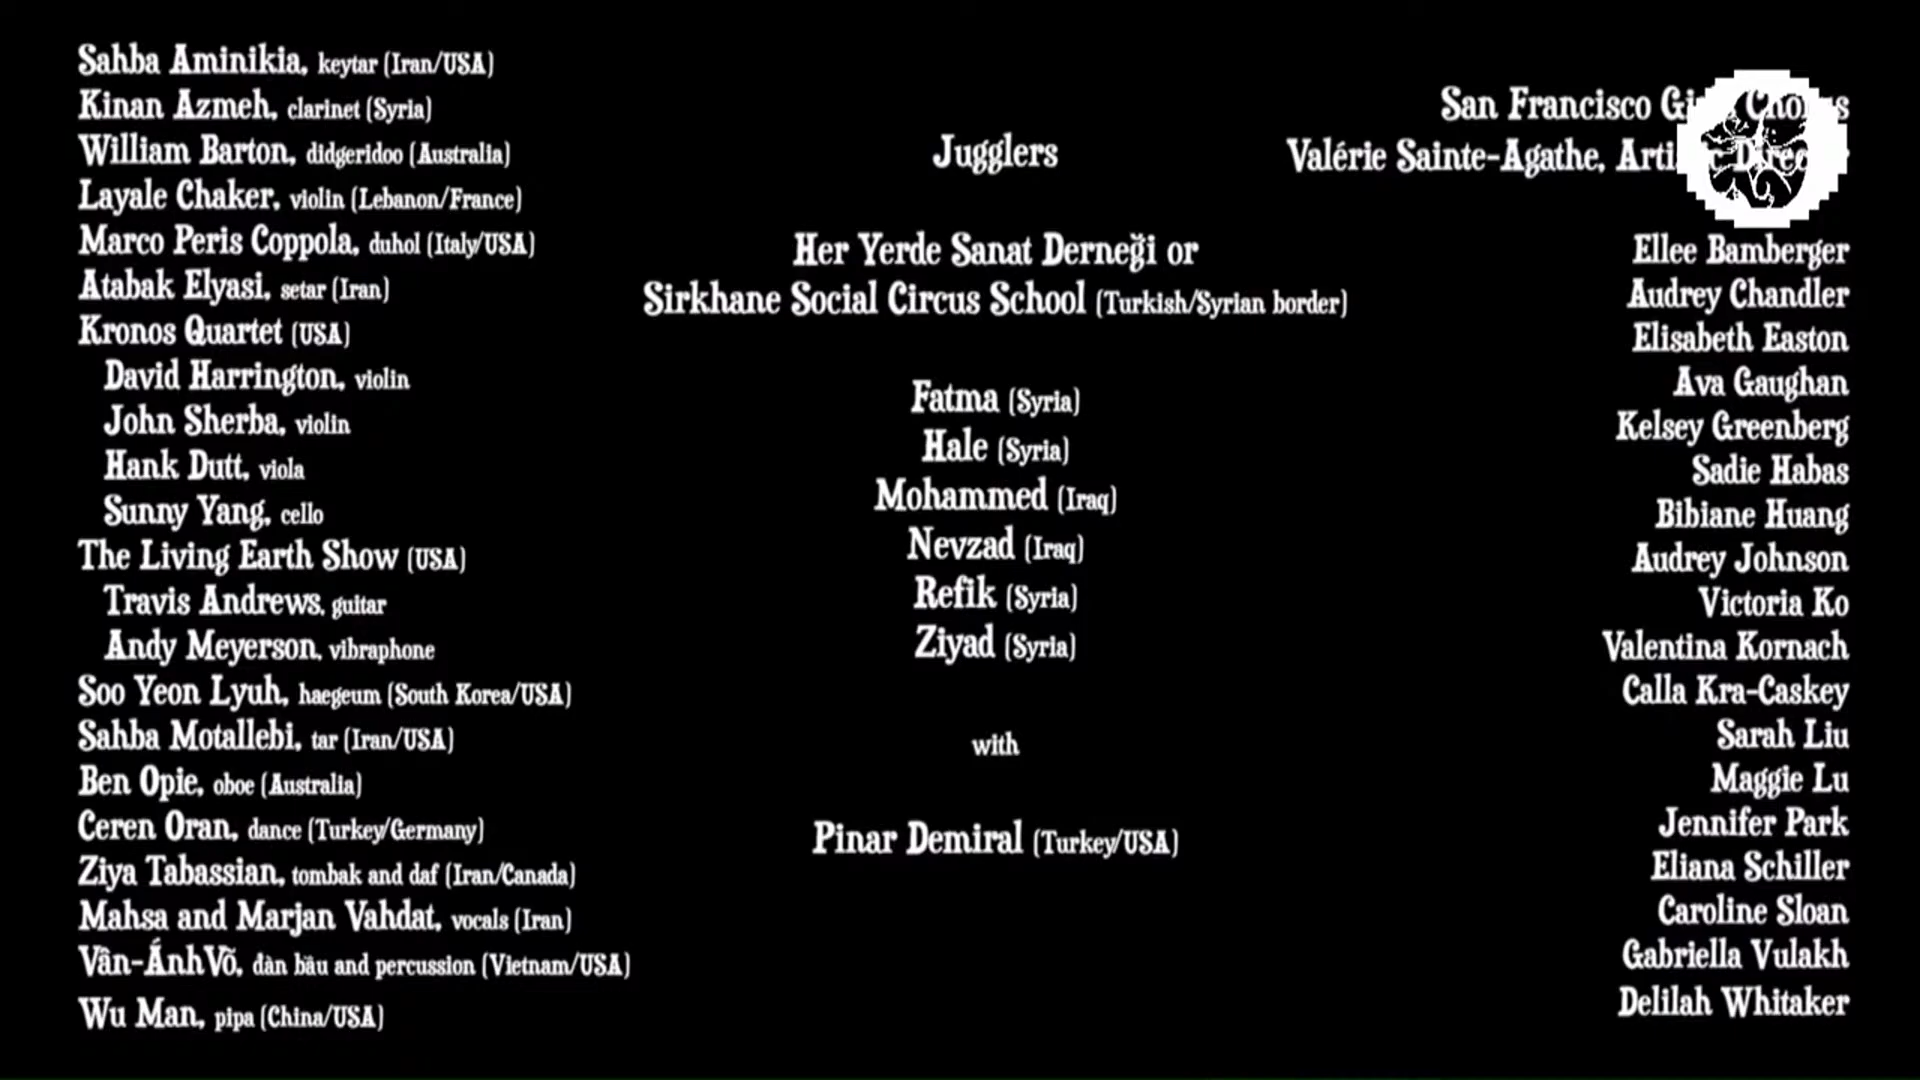 Sahba Aminikia, keytar (Iran/USA)
Kinan Azmeh, clarinet (Syria)
William Barton, didgeridoo (Australia)
Layale Chaker, violin (Lebanon/France)
Marco Peris Coppola, duhol (Italy/USA)
Atabak Elyasi, setar (Iran)
Kronos Quartet (USA)
David Harrington, violin
John Sherba, violin
Hank Dutt, viola
Sunny Yang, cello
The Living Earth Show (USA)
Travis Andrews, guitar
Andy Meyerson, vibraphone
Soo Yeon Lyuh, haegeum (South Korea/USA)
Sahba Motallebi, tar (Iran/USA)
Ben Opie, oboe (Australia)
Ceren Oran, dance (Turkey/Germany)
Ziya Tabassian, tombak and daf (Iran/Canada)
Mahsa and Marjan Vahdat, vocals (Iran)
Vân-Ánh Võ, đàn bầu and percussion (Vietnam/USA)
Wu Man, pipa (China/USA)
Jugglers
Her Yerde Sanat Derneği or
Sirkhane Social Circus School (Turkish/Syrian border)
Fatma (Syria)
Hale (Syria)
Mohammed (Iraq)
Nevzad (Iraq)
Refik (Syria)
Ziyad (Syria)
with
Pinar Demiral (Turkey/USA)
San Francisco
Valérie Sainte-Agathe,
Ellee Bamberger
Audrey Chandler
Elisabeth Easton
Ava Gaughan
Kelsey Greenberg
Sadie Habas
Bibiane Huang
Audrey Johnson
Victoria Ko
Valentina Kornach
Calla Kra-Caskey
Sarah Liu
Maggie Lu
Jennifer Park
Eliana Schiller
Caroline Sloan
Gabriella Vulakh
Delilah Whitaker